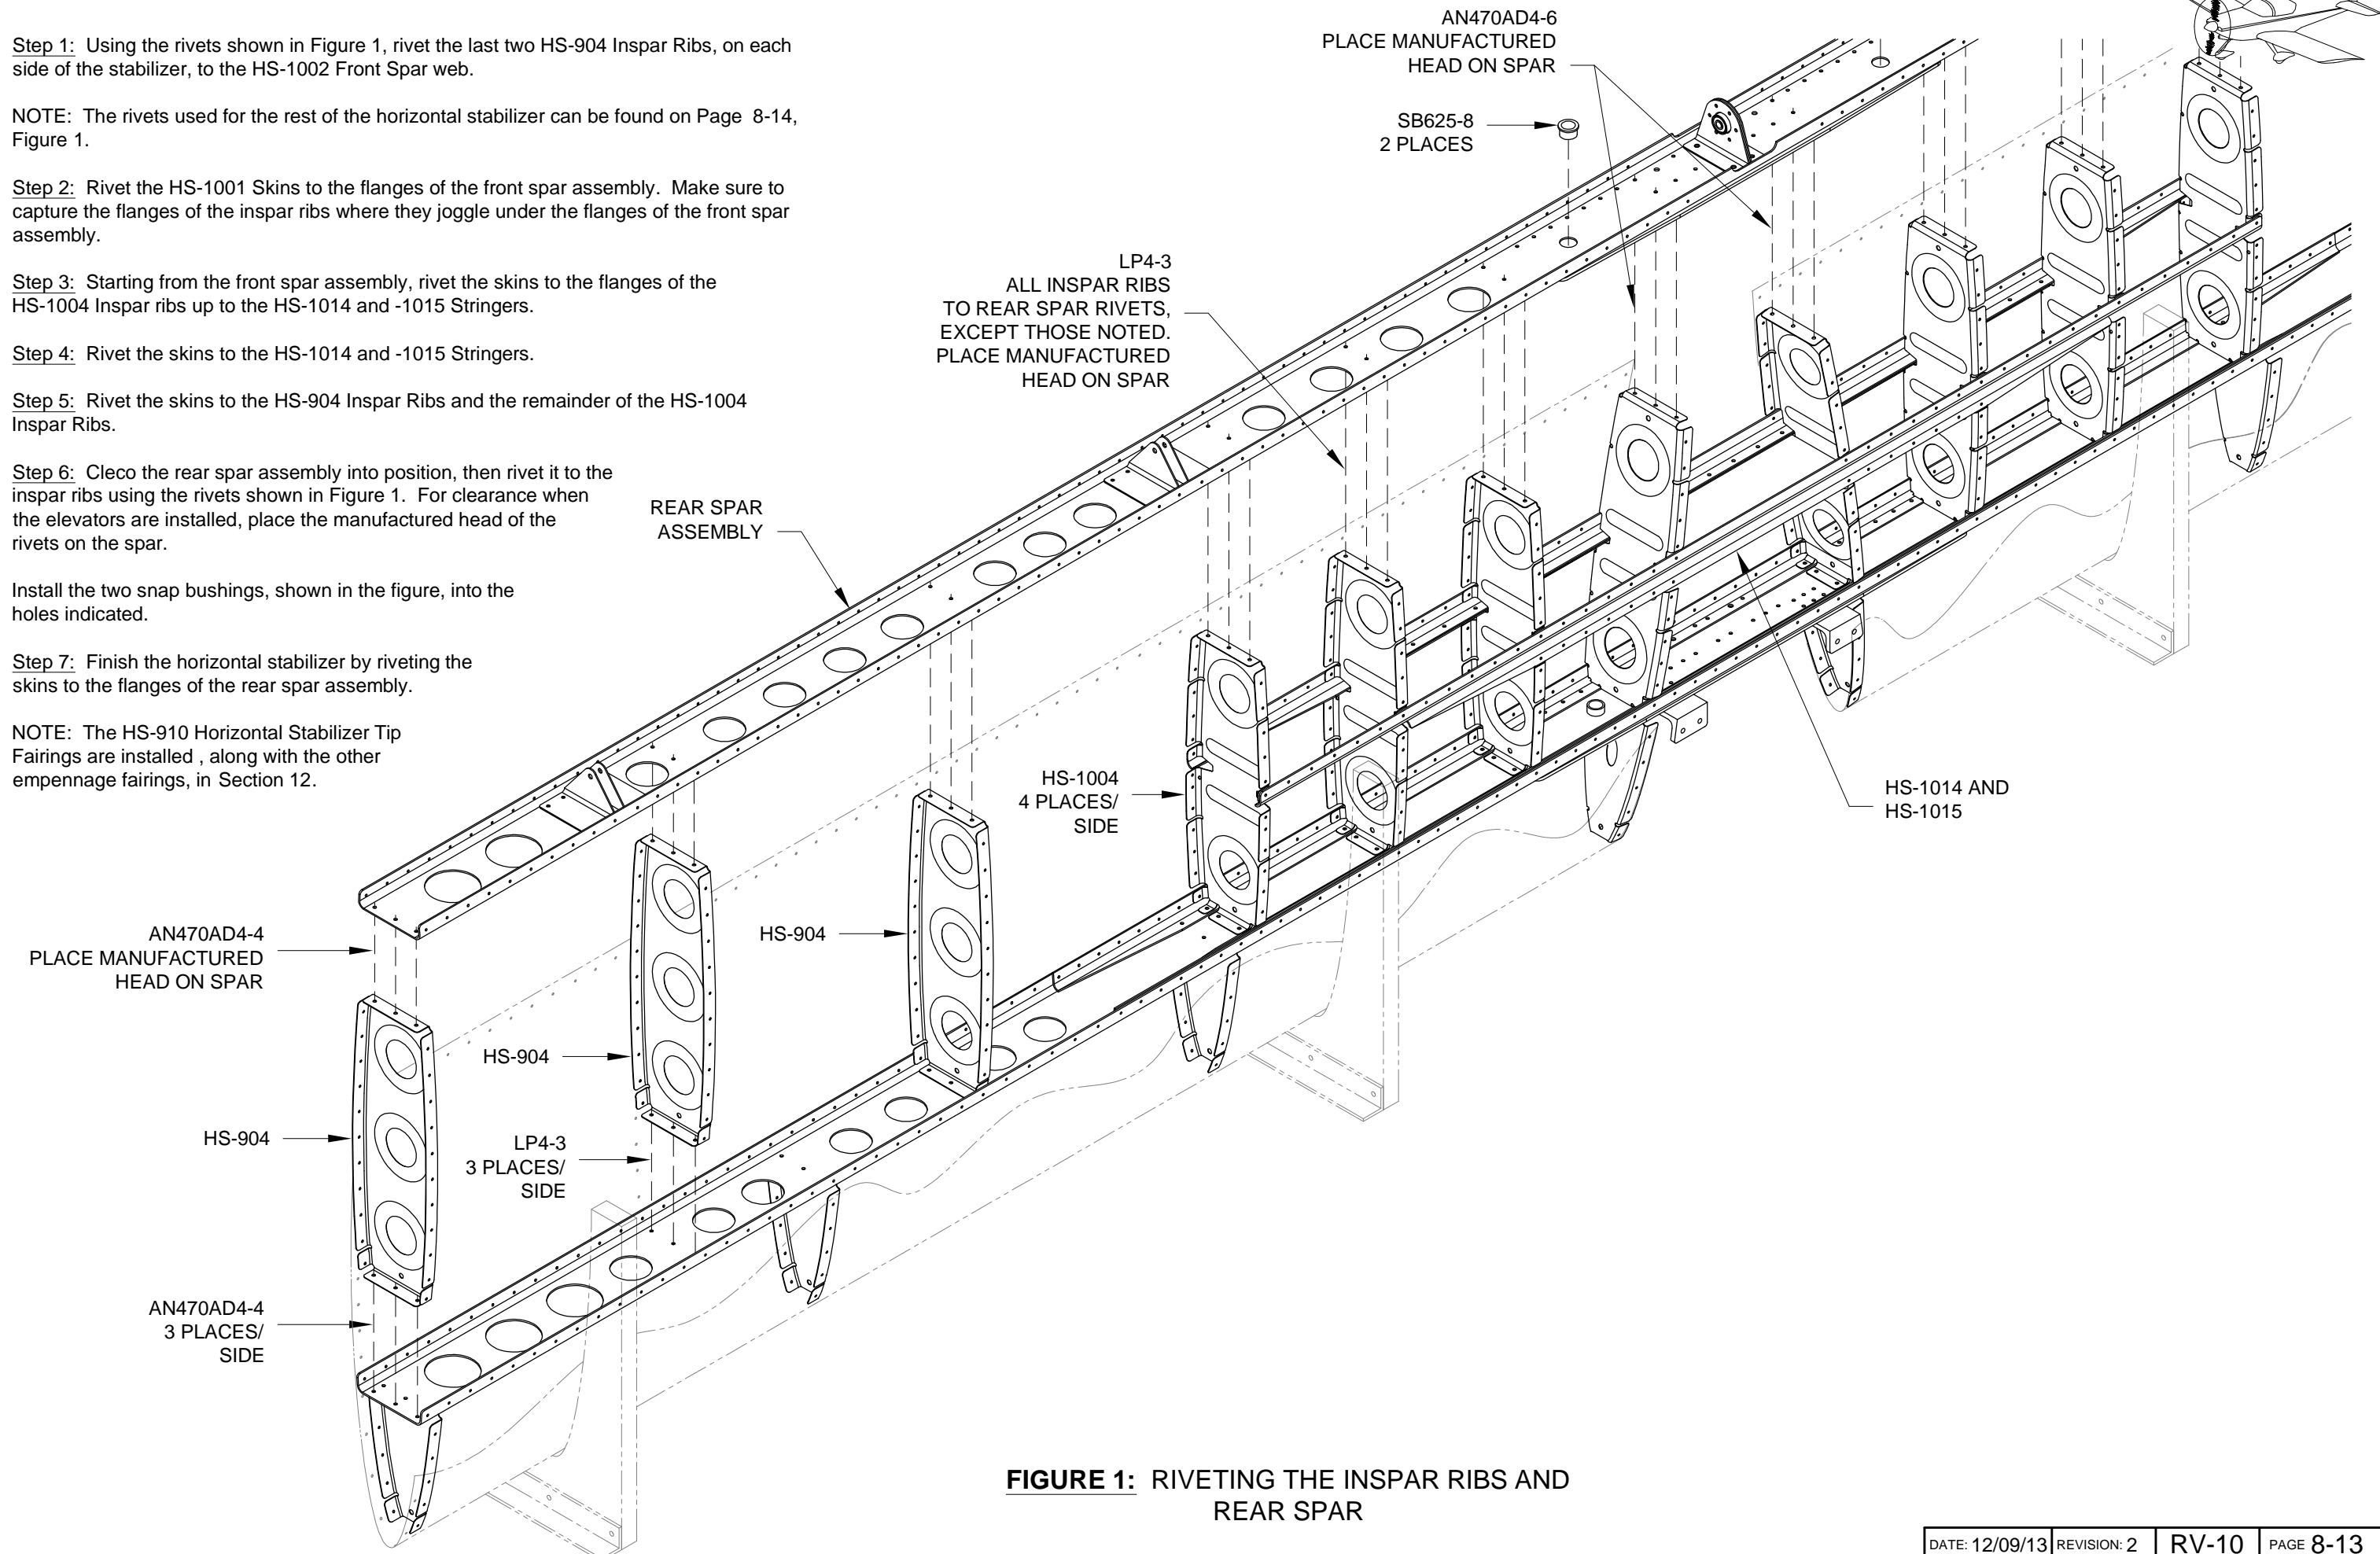 Step 1: Using the rivets shown in Figure 1, rivet the last two HS-904 Inspar Ribs, on each
side of the stabilizer, to the HS-1002 Front Spar web.
NOTE: The rivets used for the rest of the horizontal stabilizer can be found on Page 8-14,
Figure 1.
Step 2: Rivet the HS-1001 Skins to the flanges of the front spar assembly. Make sure to
capture the flanges of the inspar ribs where they joggle under the flanges of the front spar
assembly.
Step 3: Starting from the front spar assembly, rivet the skins to the flanges of the
HS-1004 Inspar ribs up to the HS-1014 and -1015 Stringers.
Step 4: Rivet the skins to the HS-1014 and -1015 Stringers.
Step 5: Rivet the skins to the HS-904 Inspar Ribs and the remainder of the HS-1004
Inspar Ribs.
Step 6: Cleco the rear spar assembly into position, then rivet it to the
inspar ribs using the rivets shown in Figure 1. For clearance when
the elevators are installed, place the manufactured head of the
rivets on the spar.
Install the two snap bushings, shown in the figure, into the
holes indicated.
Step 7: Finish the horizontal stabilizer by riveting the
skins to the flanges of the rear spar assembly.
NOTE: The HS-910 Horizontal Stabilizer Tip
Fairings are installed , along with the other
empennage fairings, in Section 12.
AN470AD4-6
PLACE MANUFACTURED
HEAD ON SPAR
SB625-8
2 PLACES
LP4-3
ALL INSPAR RIBS
TO REAR SPAR RIVETS,
EXCEPT THOSE NOTED.
PLACE MANUFACTURED
HEAD ON SPAR
REAR SPAR
ASSEMBLY
HS-1004
4 PLACES/
SIDE
HS-1014 AND
HS-1015
AN470AD4-4
PLACE MANUFACTURED
HEAD ON SPAR
HS-904
HS-904
HS-904
LP4-3
3 PLACES/
SIDE
AN470AD4-4
3 PLACES/
SIDE
FIGURE 1: RIVETING THE INSPAR RIBS AND
REAR SPAR
DATE: 12/09/13 REVISION: 2 RV-10 PAGE 8-13